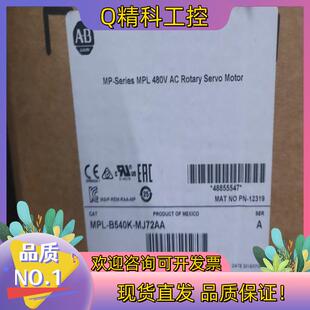 Q精科工控
AB
MP-Series MPL 480V AC Rotary Servo Motor
*48855547*
MAT NO PN-12319
CAT
PRODUCT OF MEXICO
SER
MPL-B540K-MJ72AA
A
品质
NO.1
欢迎咨询可可开发票
现货直发 品质保证!